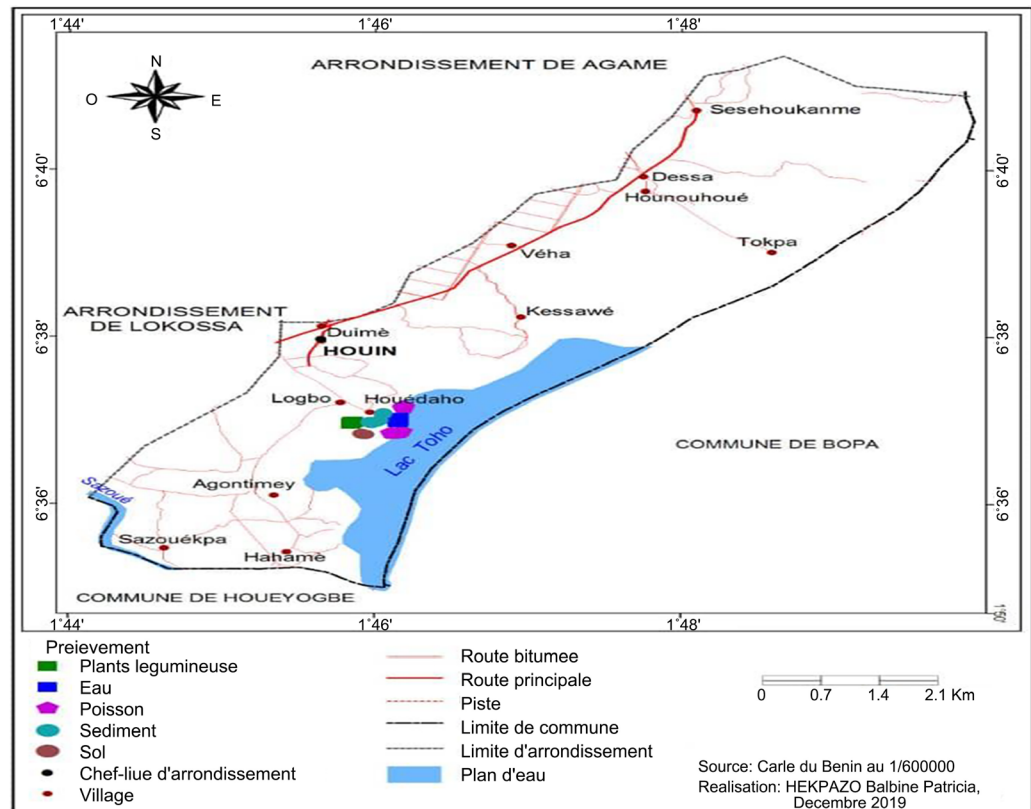 1°44' 1°46' 1°48'
N
O E
S
ARRONDISSEMENT DE AGAME
Sesehoukanme
6°40' 6°40'
Dessa
Hounouhoué
Tokpa
Véha
Kessawé
ARRONDISSEMENT
DE LOKOSSA
Duimè
6°38' 6°38'
HOUIN
Logbo Houédaho
Lac Toho
COMMUNE DE BOPA
Agontimey
Sazoué
6°36' 6°36'
Sazouékpa
Hahamè
COMMUNE DE HOUEYOGBE
1°50'
1°44' 1°46' 1°48'
Preievement
Plants legumineuse
Eau
Poisson
Sediment
Sol
Chef-liue d'arrondissement
Village
Route bitumee
Route principale
Piste
Limite de commune
Limite d'arrondissement
Plan d'eau
0 0.7 1.4 2.1 Km
Source: Carle du Benin au 1/600000
Realisation: HEKPAZO Balbine Patricia,
Decembre 2019